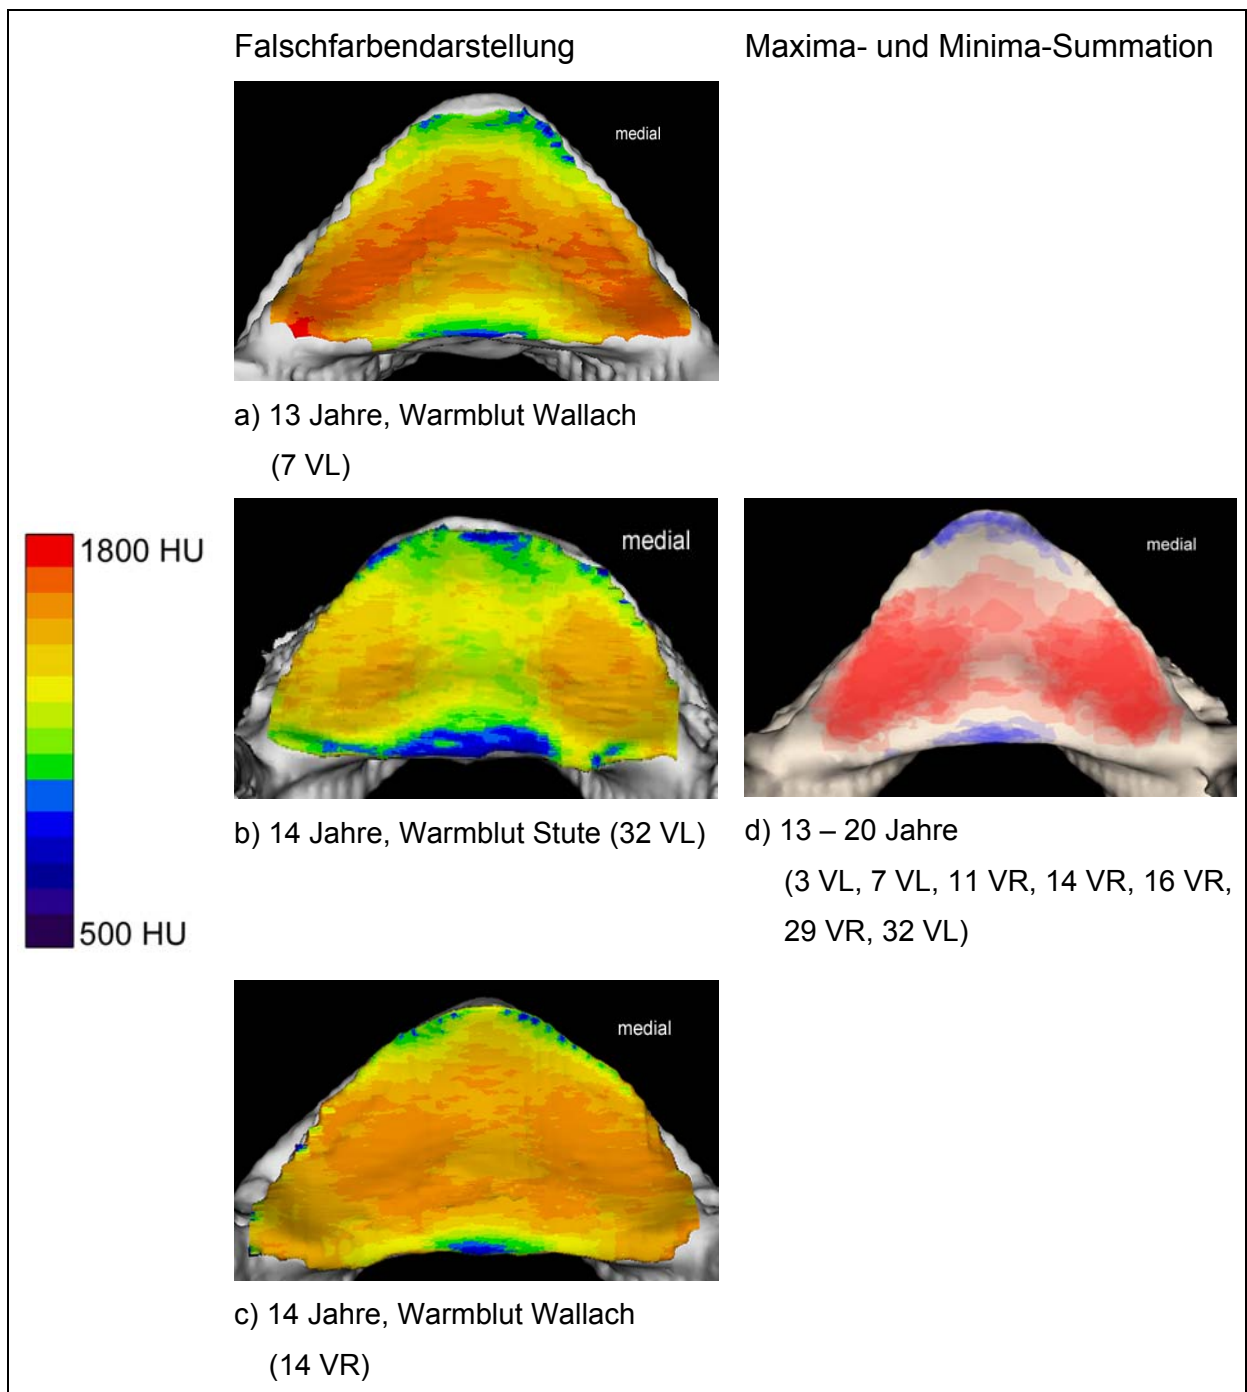 Falschfarbendarstellung
Maxima- und Minima-Summation
medial
a) 13 Jahre, Warmblut Wallach
(7 VL)
1800 HU
500 HU
medial
b) 14 Jahre, Warmblut Stute (32 VL)
medial
d) 13 – 20 Jahre
(3 VL, 7 VL, 11 VR, 14 VR, 16 VR,
29 VR, 32 VL)
medial
c) 14 Jahre, Warmblut Wallach
(14 VR)